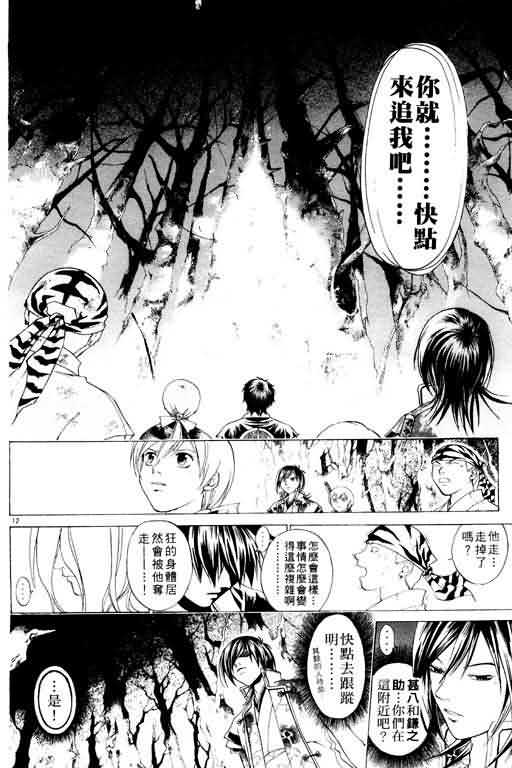 你就………快點
來追我吧……
他走…
走掉了
嗎？
怎麼會這樣
事情怎麼會變
得這麼複雜啊
…
狂的身體居
然會被他奪
走——！
…
12
甚八和鎌之
助…你們在
這附近吧？
…
快點去跟蹤
明……
…是！